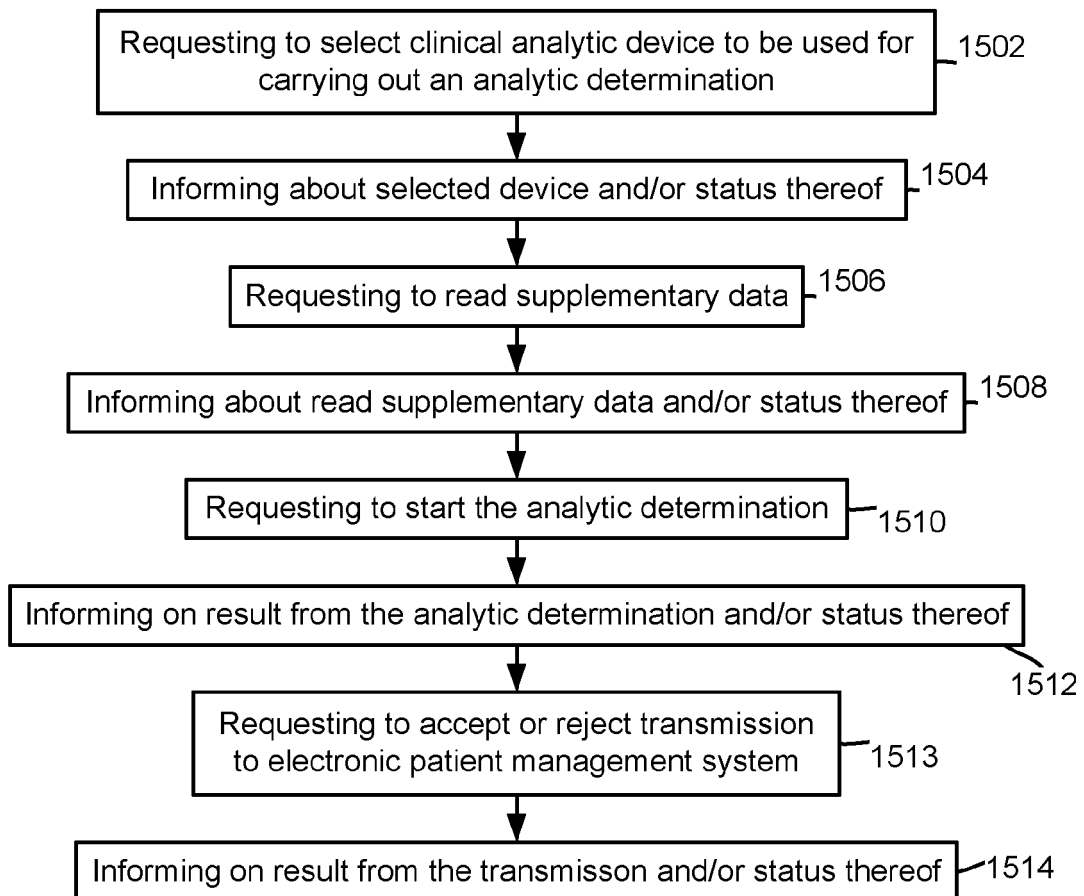 Requesting to select clinical analytic device to be used for
carrying out an analytic determination
1502
Informing about selected device and/or status thereof
1504
Requesting to read supplementary data
1506
Informing about read supplementary data and/or status thereof
1508
Requesting to start the analytic determination
1510
Informing on result from the analytic determination and/or status thereof
1512
Requesting to accept or reject transmission
to electronic patient management system
1513
Informing on result from the transmisson and/or status thereof
1514